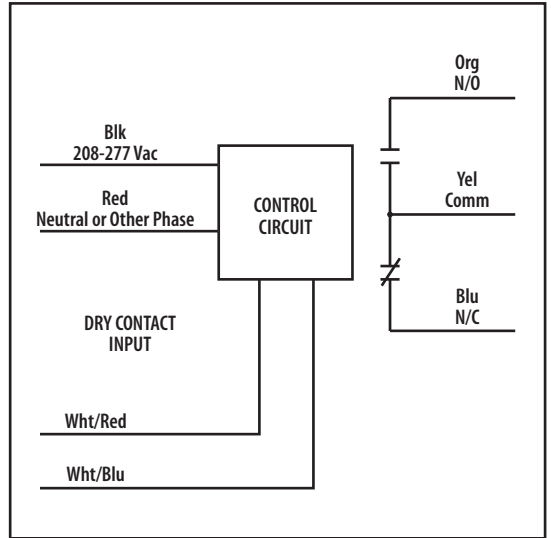 Org
N/O
Blk
208-277 Vac
Yel
Comm
Red
Neutral or Other Phase
CONTROL
CIRCUIT
Blu
N/C
DRY CONTACT
INPUT
Wht/Red
Wht/Blu